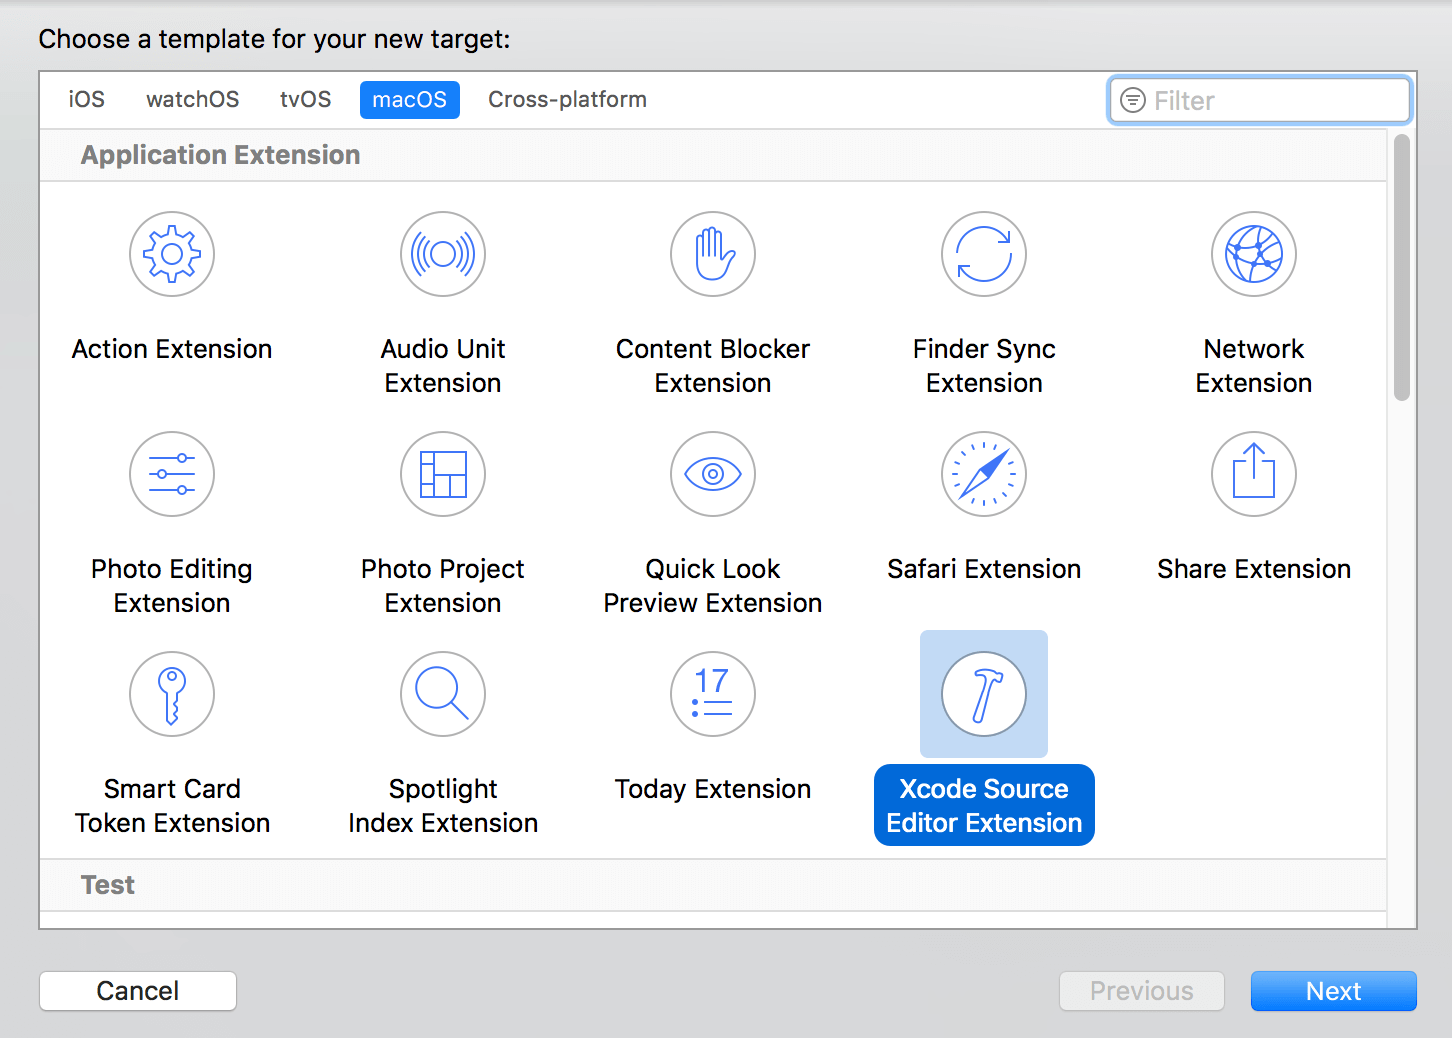 Choose a template for your new target:
iOS watchOS tvOS macOS Cross-platform Filter
Application Extension
Action Extension
Audio Unit
Extension
Content Blocker
Extension
Finder Sync
Extension
Network
Extension
Photo Editing
Extension
Photo Project
Extension
Quick Look
Preview Extension
Safari Extension
Share Extension
Smart Card
Token Extension
Spotlight
Index Extension
17
Today Extension
Xcode Source
Editor Extension
Test
Cancel Previous Next